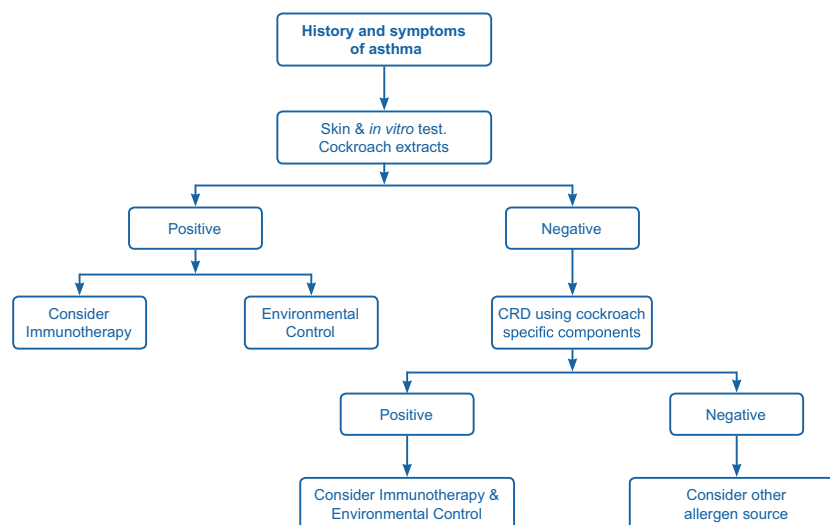 History and symptoms
of asthma
Skin & in vitro test.
Cockroach extracts
Positive
Negative
Consider
Immunotherapy
Environmental
Control
CRD using cockroach
specific components
Positive
Negative
Consider Immunotherapy &
Environmental Control
Consider other
allergen source